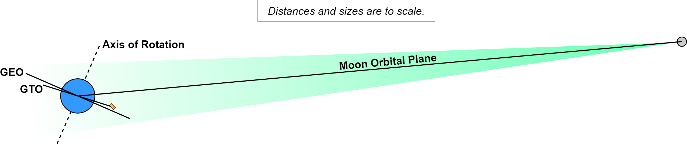 Distances and sizes are to scale.
Axis of Rotation
Moon Orbital Plane
GEO
GTO